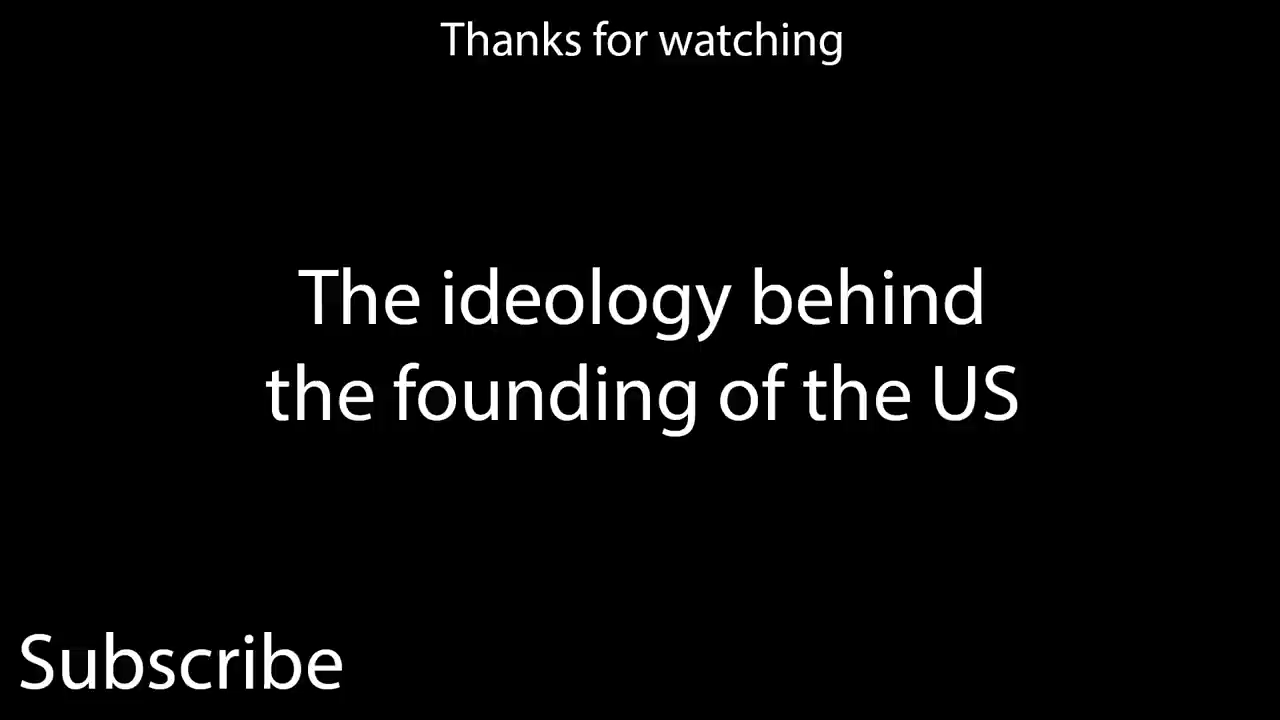 Thanks for watching
The ideology behind
the founding of the US
Subscribe